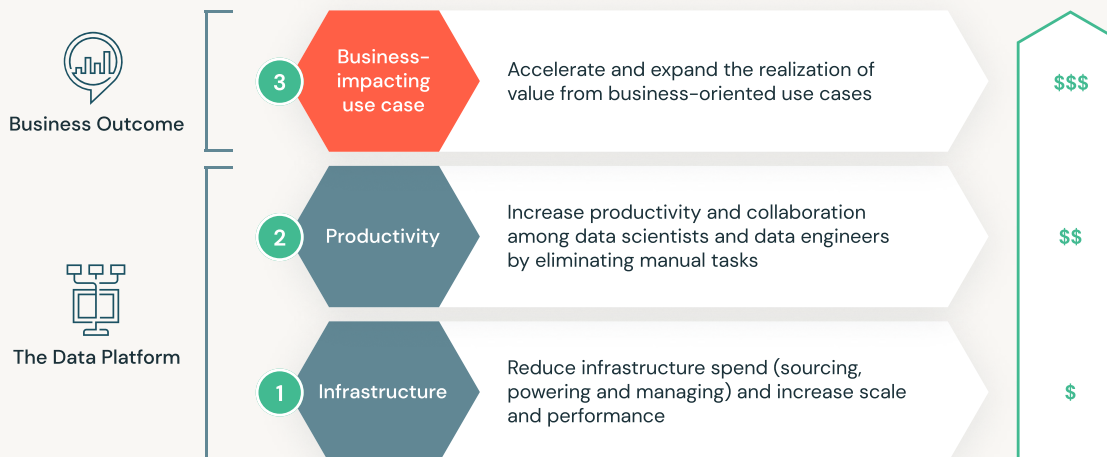 Business Outcome
3
Business-
impacting
use case
Accelerate and expand the realization of
value from business-oriented use cases
$$$
The Data Platform
2
Productivity
Increase productivity and collaboration
among data scientists and data engineers
by eliminating manual tasks
$$
1
Infrastructure
Reduce infrastructure spend (sourcing,
powering and managing) and increase scale
and performance
$